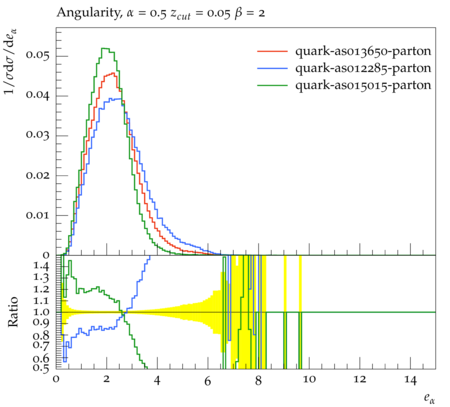 Angularity, α = 0.5 z_cut = 0.05 β = 2
1/σdσ/de_α
0.05
0.04
0.03
0.02
0.01
0
quark-as013650-parton
quark-as012285-parton
quark-as015015-parton
Ratio
1.4
1.3
1.2
1.1
1.0
0.9
0.8
0.7
0.6
0.5
0 2 4 6 8 10 12 14
e_α